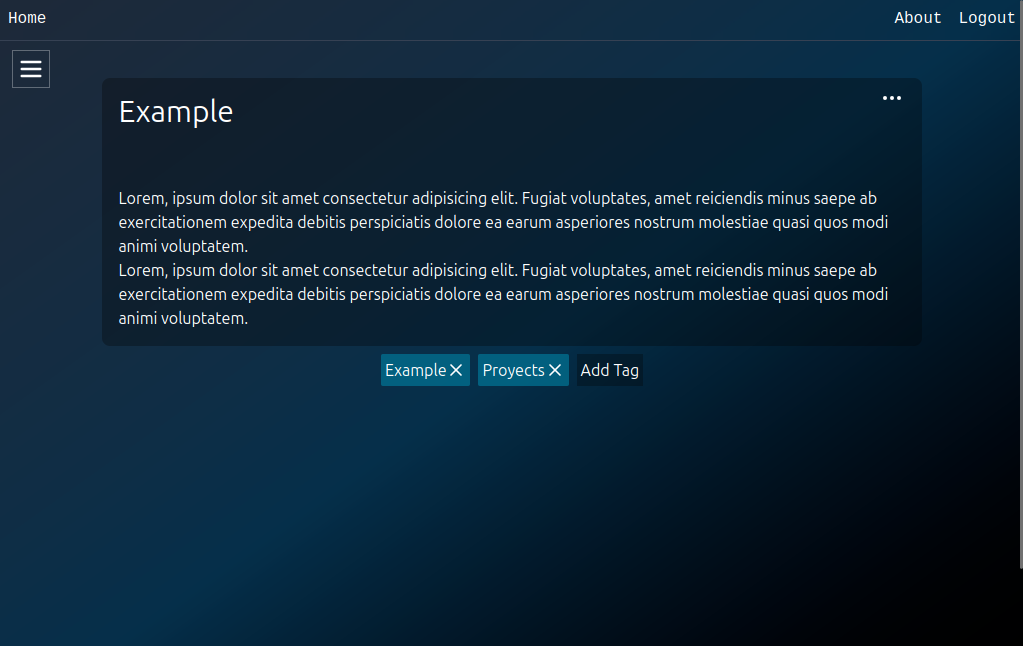 Home
About
Logout
Example
Lorem, ipsum dolor sit amet consectetur adipisicing elit. Fugiat voluptates, amet reiciendis minus saepe ab
exercitationem expedita debitis perspiciatis dolore ea earum asperiores nostrum molestiae quasi quos modi
animi voluptatem.
Lorem, ipsum dolor sit amet consectetur adipisicing elit. Fugiat voluptates, amet reiciendis minus saepe ab
exercitationem expedita debitis perspiciatis dolore ea earum asperiores nostrum molestiae quasi quos modi
animi voluptatem.
Example
Proyects
Add Tag